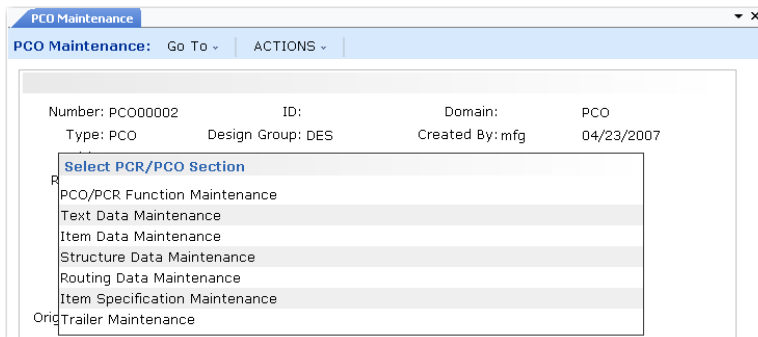 PCO Maintenance
PCO Maintenance: Go To ACTIONS
Number: PCO00002 ID: Domain: PCO
Type: PCO Design Group: DES Created By: mfg 04/23/2007
Select PCR/PCO Section
R
PCO/PCR Function Maintenance
Text Data Maintenance
Item Data Maintenance
Structure Data Maintenance
Routing Data Maintenance
Item Specification Maintenance
Orig Trailer Maintenance